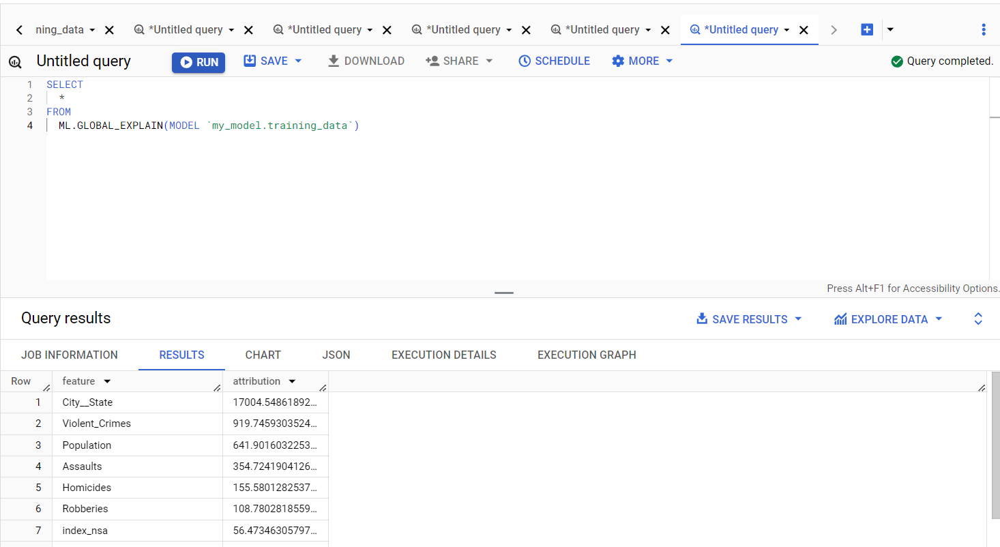 ning_data *Untitled query *Untitled query *Untitled query *Untitled query *Untitled query
Untitled query RUN SAVE DOWNLOAD SHARE SCHEDULE MORE Query completed.
1 SELECT
2 *
3 FROM
4 ML.GLOBAL_EXPLAIN(MODEL `my_model.training_data`)
Press Alt+F1 for Accessibility Options.
Query results SAVE RESULTS EXPLORE DATA
JOB INFORMATION RESULTS CHART JSON EXECUTION DETAILS EXECUTION GRAPH
Row feature attribution
1 City__State 17004.54861892...
2 Violent_Crimes 919.7459303524...
3 Population 641.9016032253...
4 Assaults 354.7241904126...
5 Homicides 155.5801282537...
6 Robberies 108.7802818559...
7 index_nsa 56.47346305797...